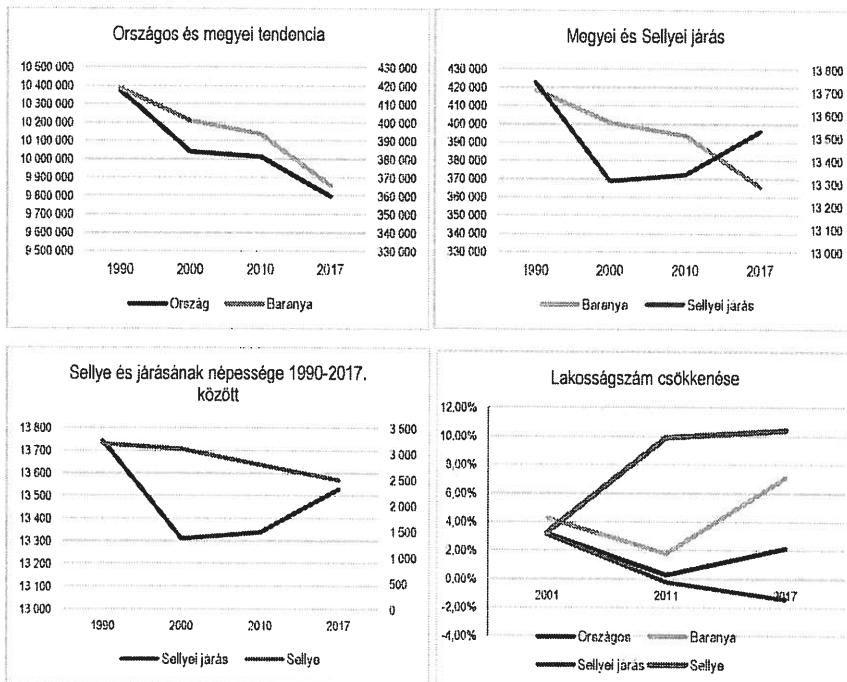 Országos és megyei tendencia
10 500 000
10 400 000
10 300 000
10 200 000
10 100 000
10 000 000
9 900 000
9 800 000
9 700 000
9 600 000
9 500 000
430 000
420 000
410 000
400 000
390 000
380 000
370 000
360 000
350 000
340 000
330 000
1990 2000 2010 2017
Ország Baranya
Megyei és Sellyei járás
430 000
420 000
410 000
400 000
390 000
380 000
370 000
360 000
350 000
340 000
330 000
13 800
13 700
13 600
13 500
13 400
13 300
13 200
13 100
13 000
1990 2000 2010 2017
Baranya Sellyei járás
Sellye és járásának népessége 1990-2017.
között
13 800
13 700
13 600
13 500
13 400
13 300
13 200
13 100
13 000
3 500
3 000
2 500
2 000
1 500
1 000
500
0
1990 2000 2010 2017
Sellyei járás Sellye
Lakosságszám csökkenése
12,00%
10,00%
8,00%
6,00%
4,00%
2,00%
0,00%
-2,00%
-4,00%
2001 2011 2017
Országos Baranya
Sellyei járás Sellye